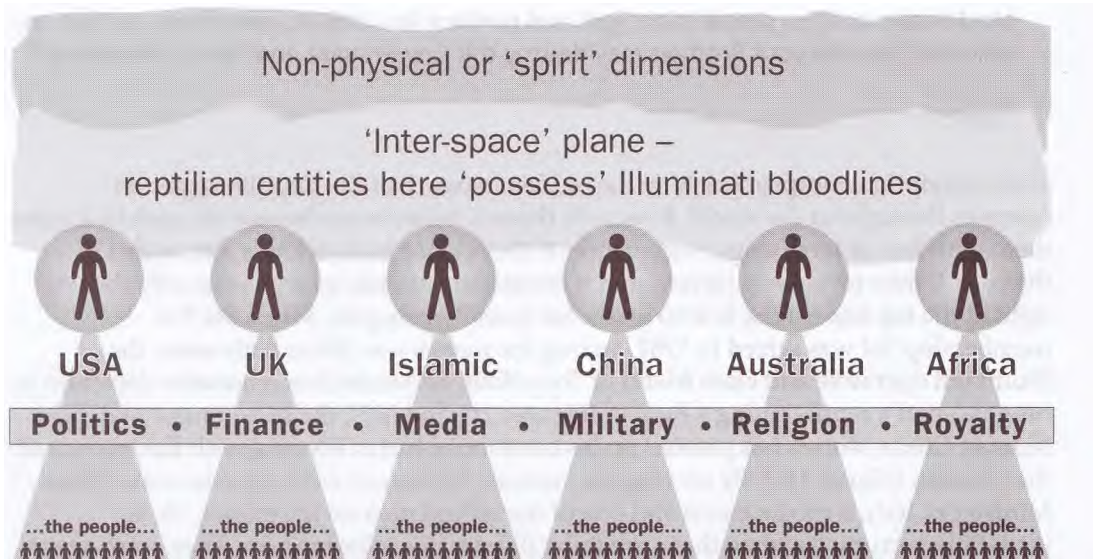 Non-physical or ‘spirit’ dimensions
‘Inter-space’ plane –
reptilian entities here ‘possess’ Illuminati bloodlines
USA UK Islamic China Australia Africa
Politics • Finance • Media • Military • Religion • Royalty
...the people... ...the people... ...the people... ...the people... ...the people... ...the people...